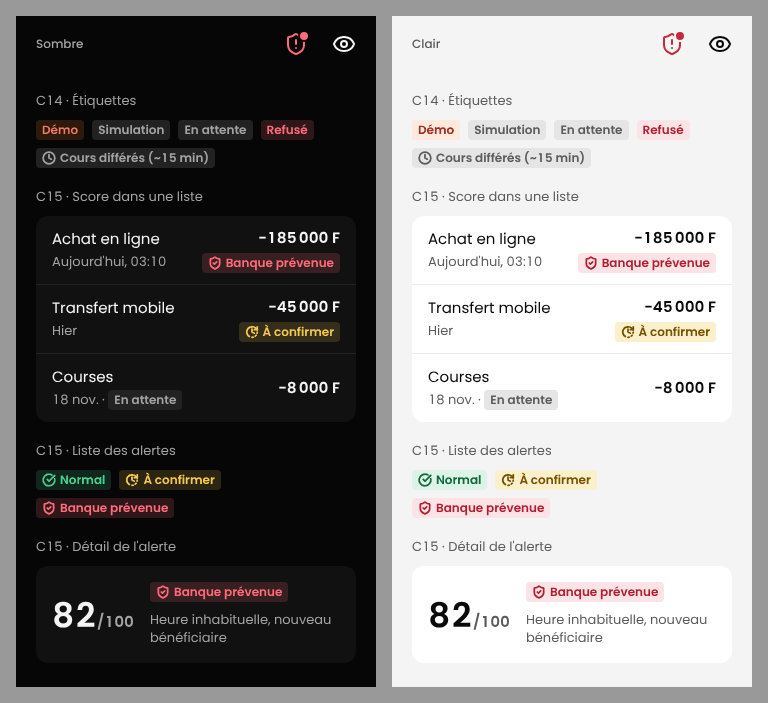 Sombre
C14 · Étiquettes
Démo Simulation En attente Refusé
Cours différés (~15 min)
C15 · Score dans une liste
Achat en ligne -185 000 F
Aujourd'hui, 03:10 Banque prévenue
Transfert mobile -45 000 F
Hier À confirmer
Courses -8 000 F
18 nov. · En attente
C15 · Liste des alertes
Normal À confirmer
Banque prévenue
C15 · Détail de l'alerte
Banque prévenue
82/100
Heure inhabituelle, nouveau
bénéficiaire
Clair
C14 · Étiquettes
Démo Simulation En attente Refusé
Cours différés (~15 min)
C15 · Score dans une liste
Achat en ligne -185 000 F
Aujourd'hui, 03:10 Banque prévenue
Transfert mobile -45 000 F
Hier À confirmer
Courses -8 000 F
18 nov. · En attente
C15 · Liste des alertes
Normal À confirmer
Banque prévenue
C15 · Détail de l'alerte
Banque prévenue
82/100
Heure inhabituelle, nouveau
bénéficiaire